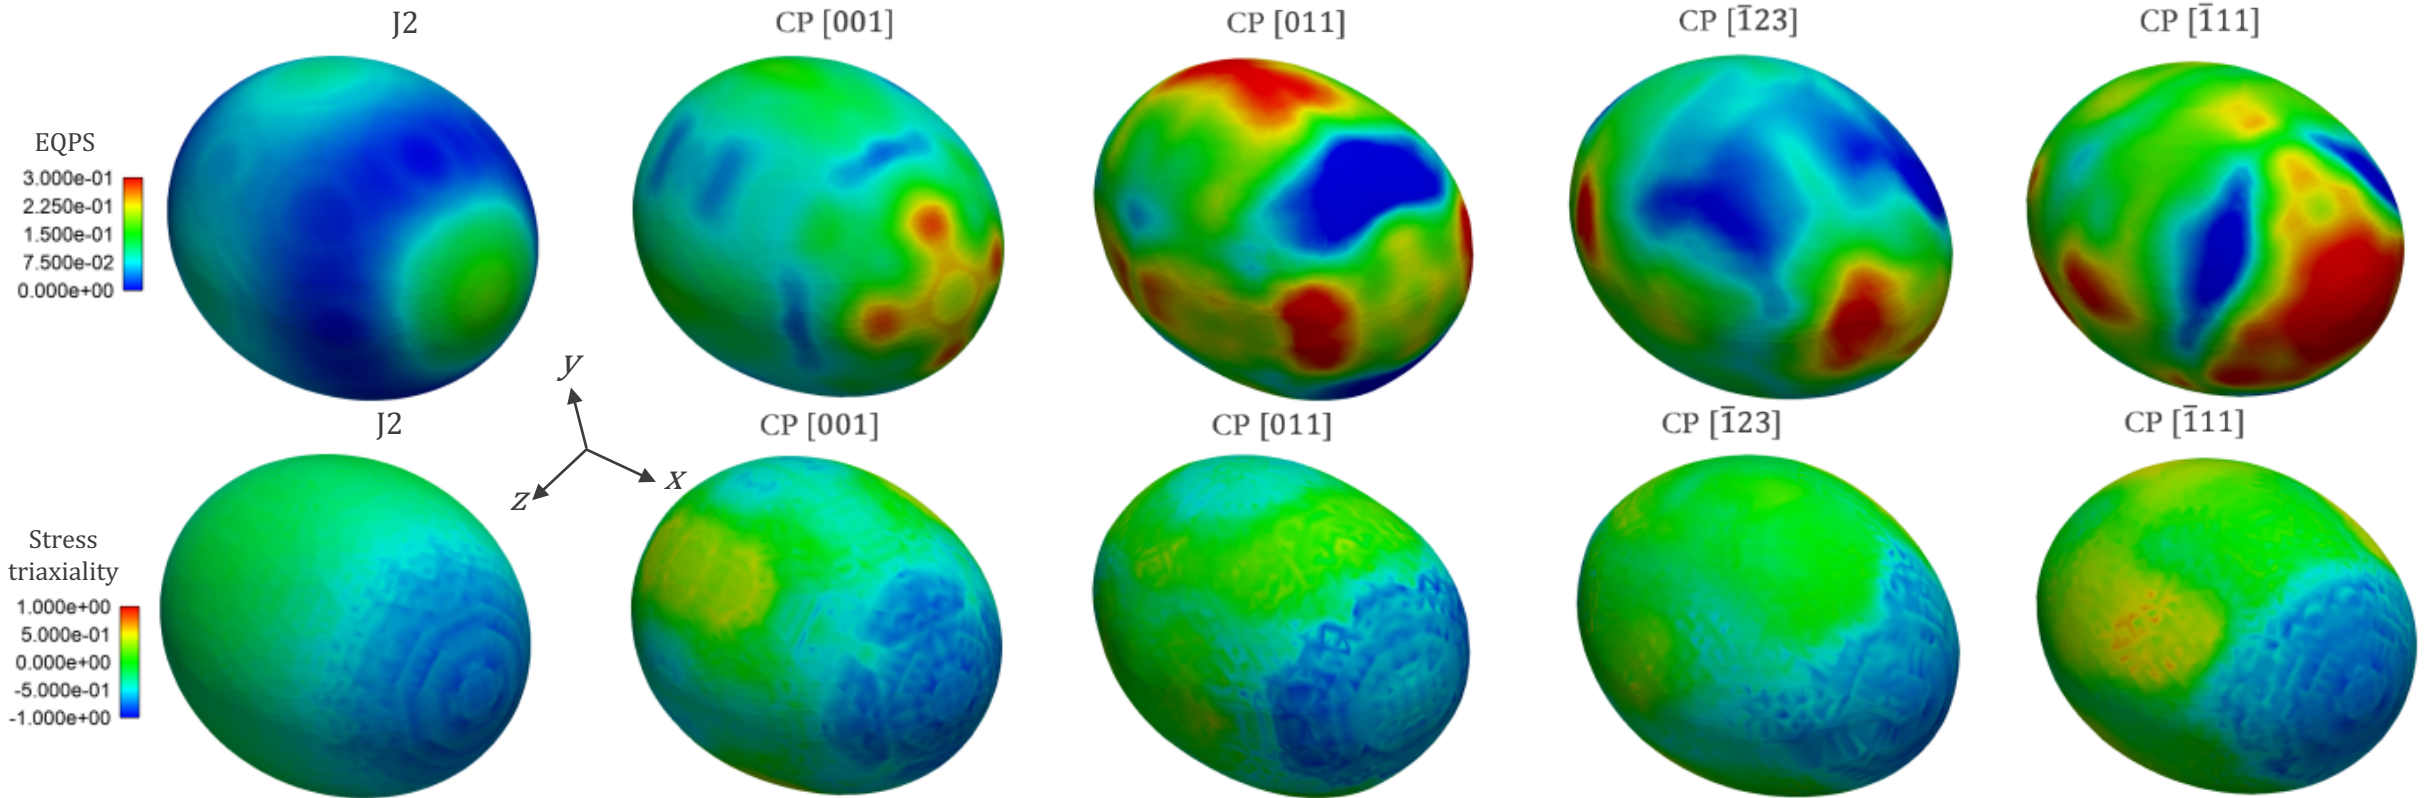 J2
CP [001]
CP [011]
CP [1̅23]
CP [1̅11]
EQPS
3.000e-01
2.250e-01
1.500e-01
7.500e-02
0.000e+00
y
x
z
J2
CP [001]
CP [011]
CP [1̅23]
CP [1̅11]
Stress
triaxiality
1.000e+00
5.000e-01
0.000e+00
-5.000e-01
-1.000e+00